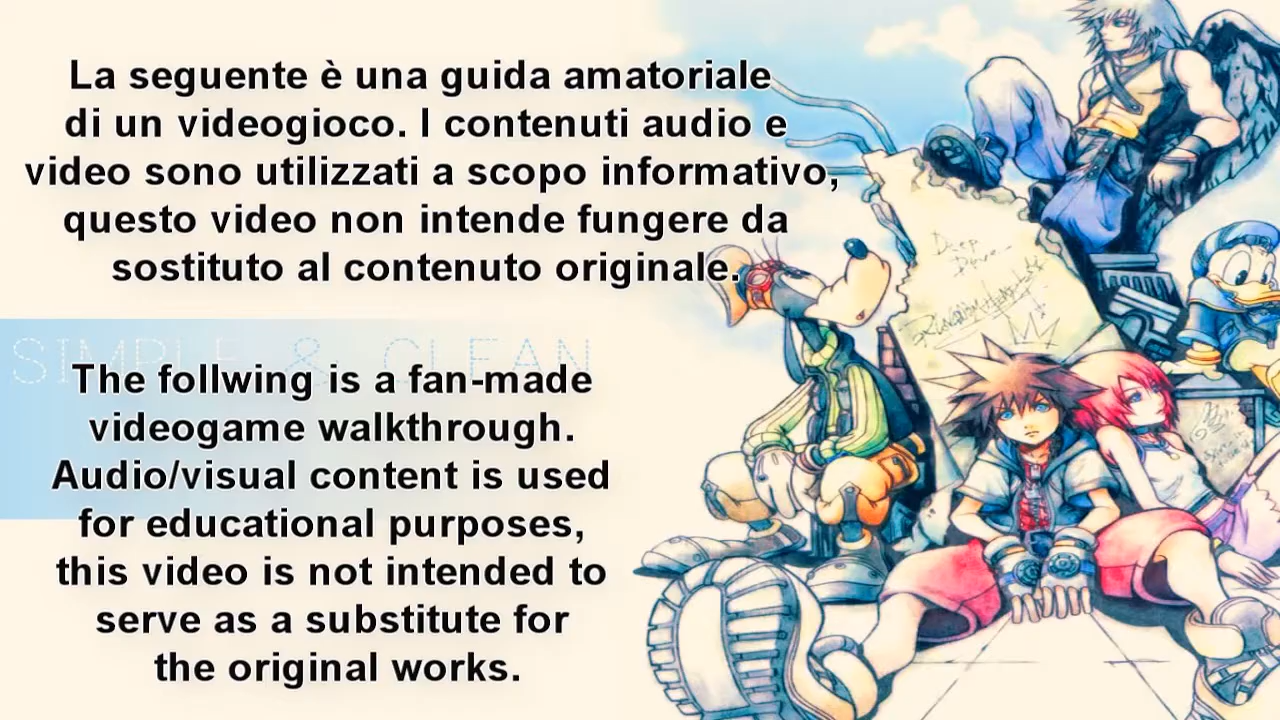 La seguente è una guida amatoriale
di un videogioco. I contenuti audio e
video sono utilizzati a scopo informativo,
questo video non intende fungere da
sostituto al contenuto originale.
SIMPLE & CLEAN
The follwing is a fan-made
videogame walkthrough.
Audio/visual content is used
for educational purposes,
this video is not intended to
serve as a substitute for
the original works.